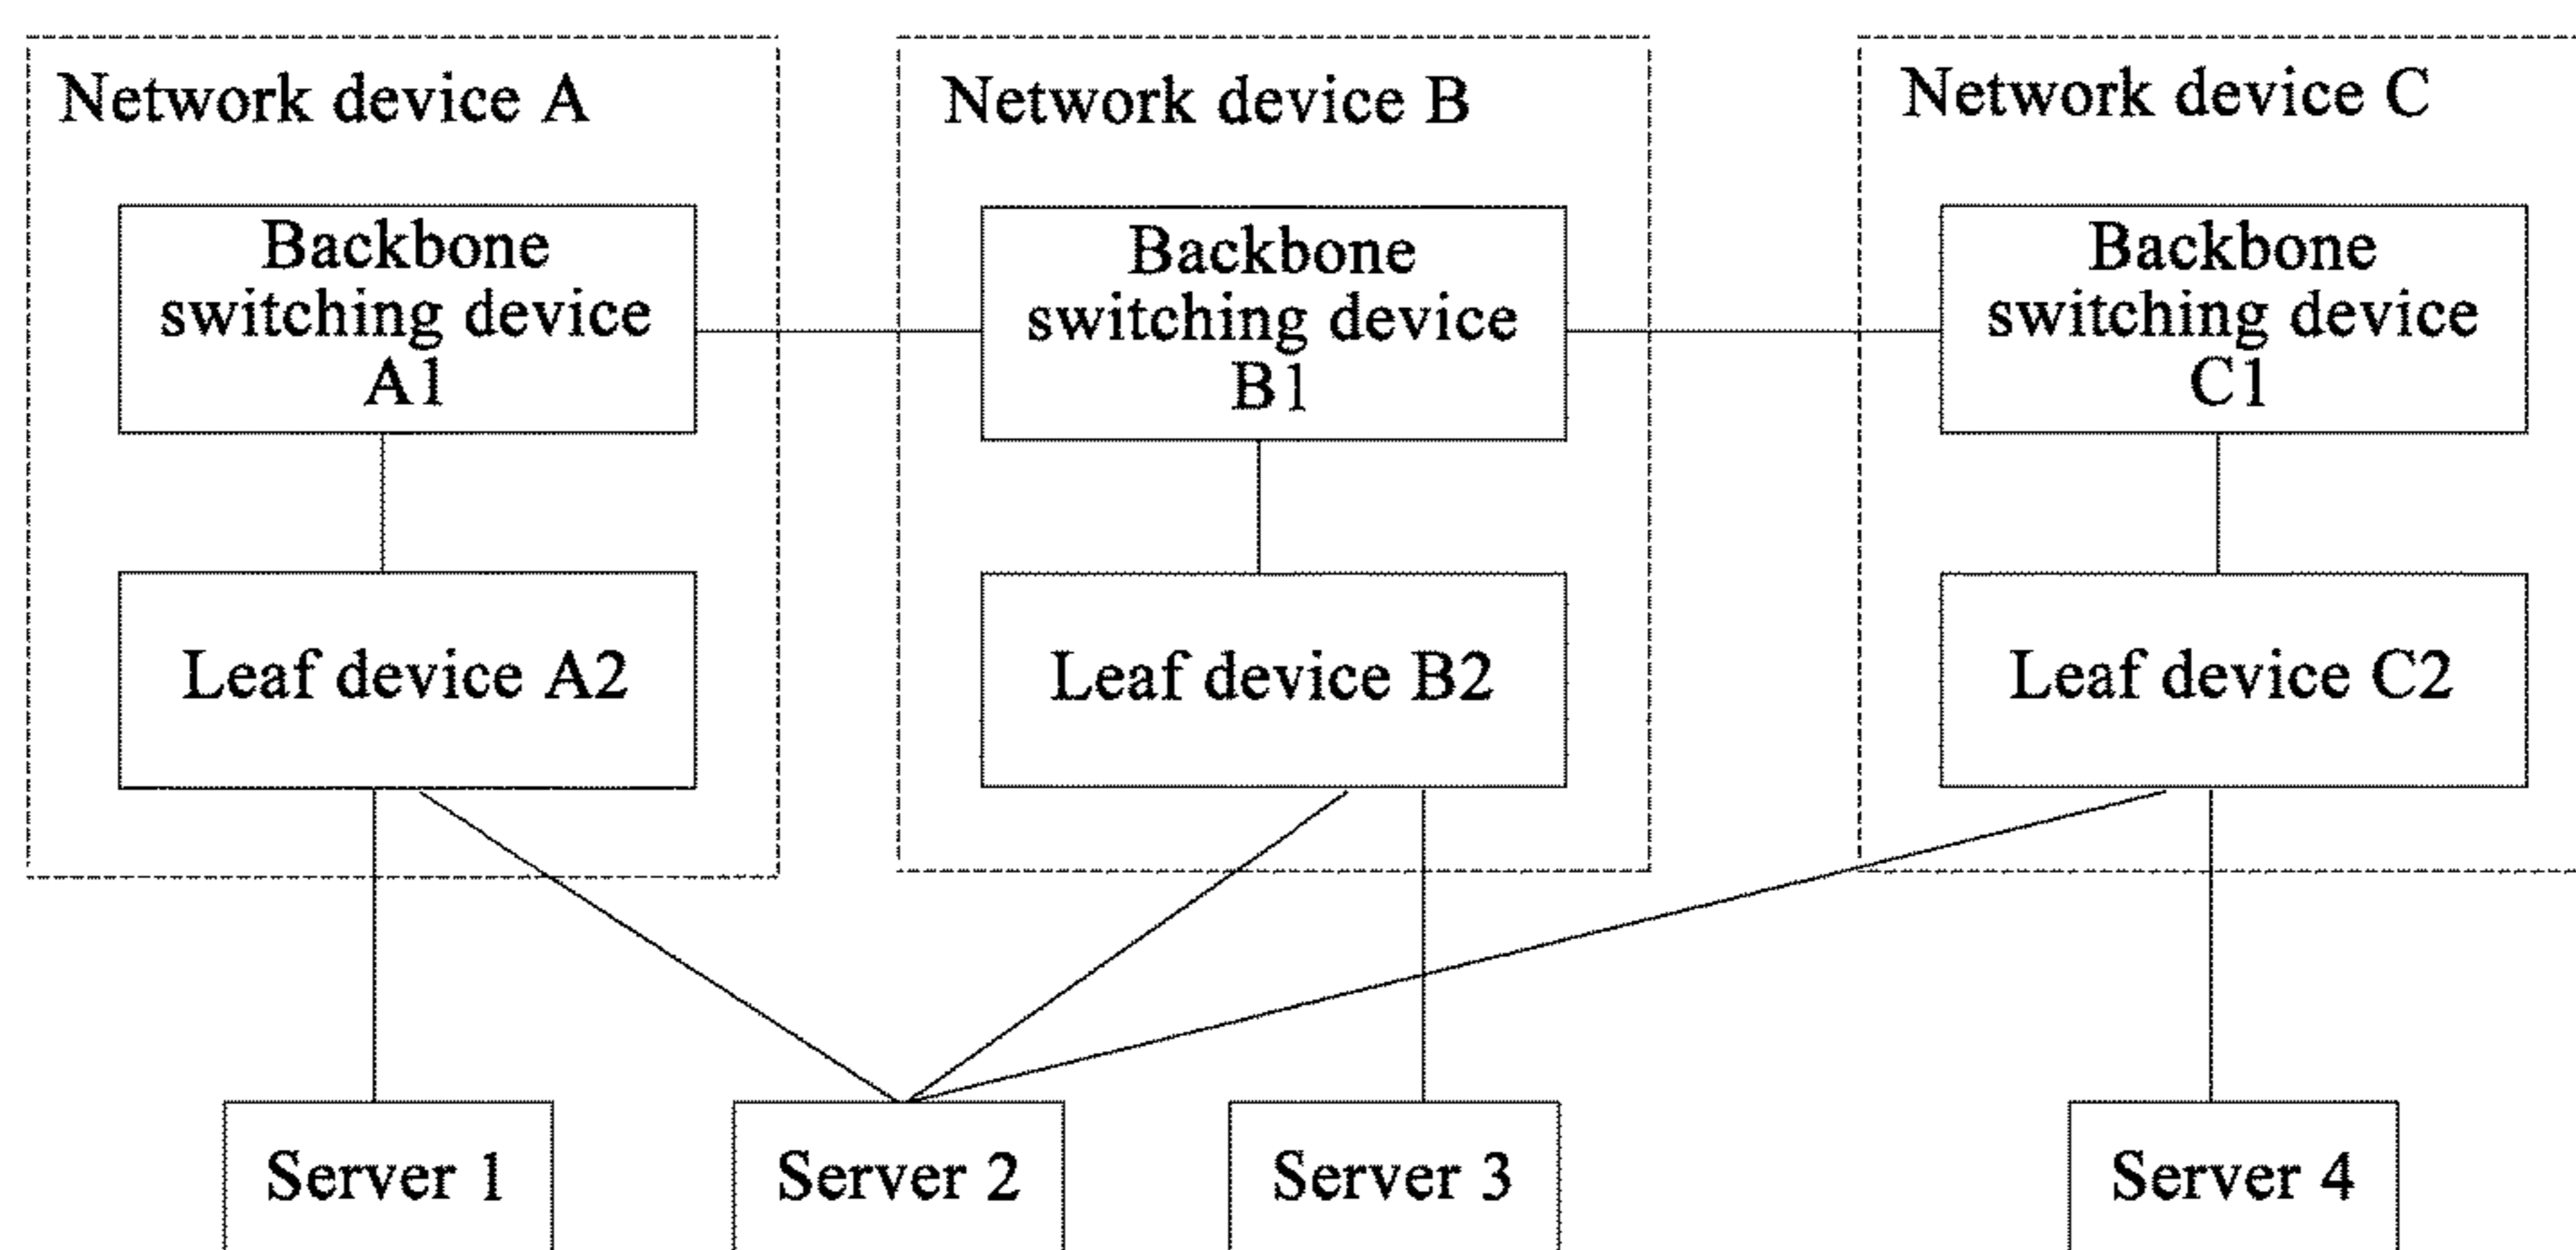 Network device A
Network device B
Network device C
Backbone
switching device
A1
Backbone
switching device
B1
Backbone
switching device
C1
Leaf device A2
Leaf device B2
Leaf device C2
Server 1
Server 2
Server 3
Server 4